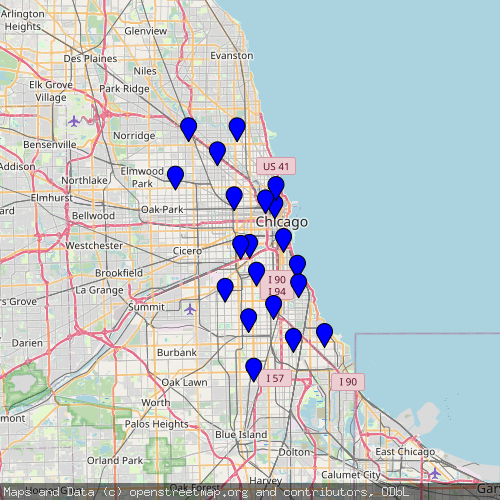 Arlington
Heights
Glenview
Evanston
Des Plaines
Niles
Elk Grove
Village
Park Ridge
Norridge
Bensenville
US 41
Addison
Elmwood
Park
Northlake
Elmhurst
Oak Park
Bellwood
Chicago
Westchester
Cicero
Brookfield
I 90
I 94
La Grange
Summit
Darien
Burbank
Oak Lawn
I 57
I 90
Worth
Palos Heights
Blue Island
East Chicago
Dolton
Orland Park
Calumet City
Harvey
Oak Forest
Maps and Data (c) openstreetmap.org and contributors, ODbL